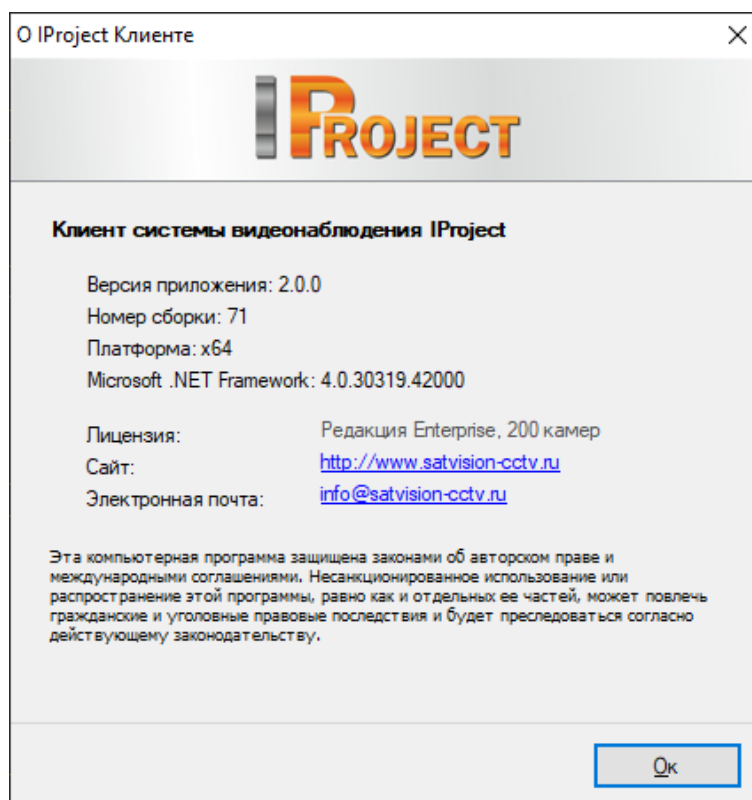 О IProject Клиенте
IPROJECT
Клиент системы видеонаблюдения IProject
Версия приложения: 2.0.0
Номер сборки: 71
Платформа: x64
Microsoft .NET Framework: 4.0.30319.42000
Лицензия: Редакция Enterprise, 200 камер
Сайт: http://www.satvision-cctv.ru
Электронная почта: info@satvision-cctv.ru
Эта компьютерная программа защищена законами об авторском праве и
международными соглашениями. Несанкционированное использование или
распространение этой программы, равно как и отдельных ее частей, может повлечь
гражданские и уголовные правовые последствия и будет преследоваться согласно
действующему законодательству.
Ок